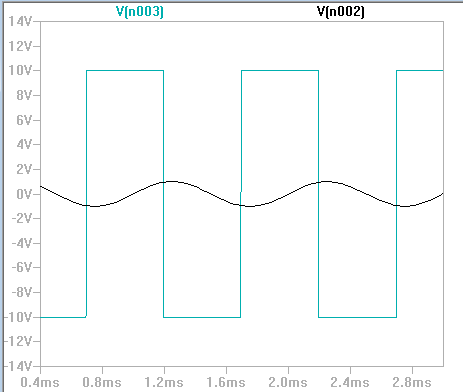 V(n003) V(n002)
14V
12V
10V
8V
6V
4V
2V
0V
-2V
-4V
-6V
-8V
-10V
-12V
-14V
0.4ms 0.8ms 1.2ms 1.6ms 2.0ms 2.4ms 2.8ms